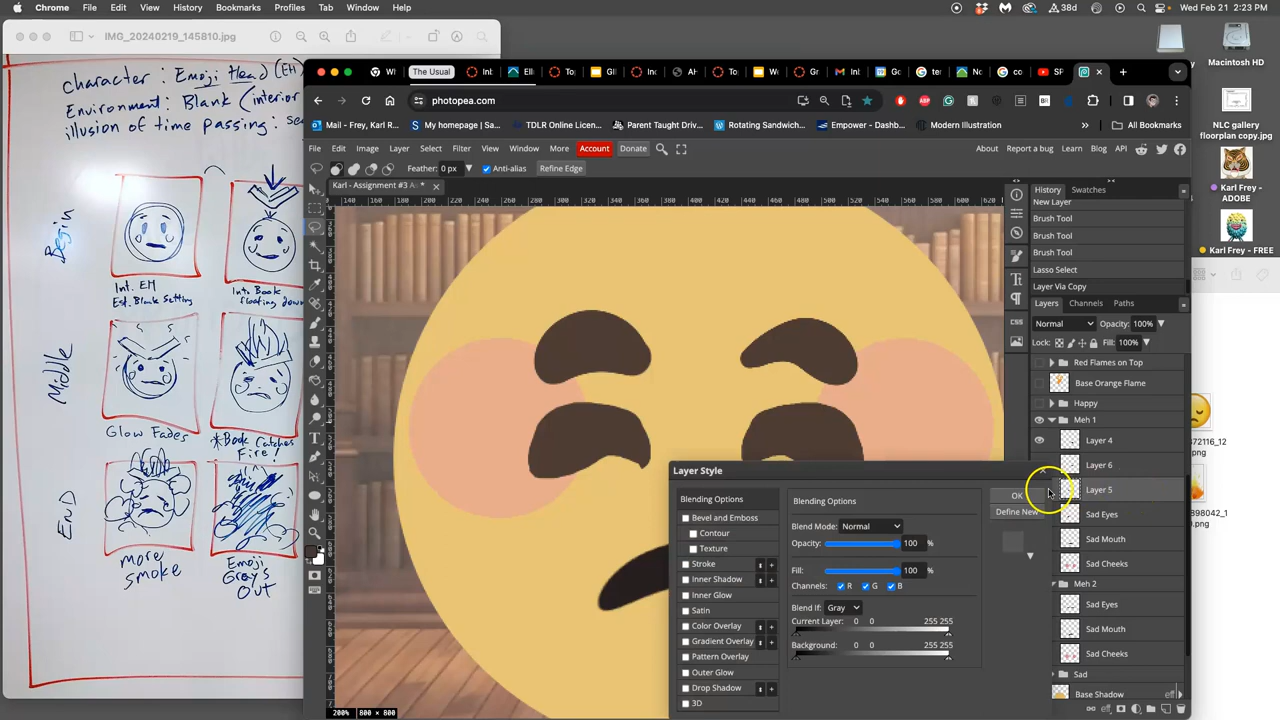 Chrome File Edit View History Bookmarks Profiles Tab Window Help
38d
Wed Feb 21 2:23 PM
IMG_20240219_145810.jpg
character : Emoji Head (EH)
Environment: Blank (interior
illusion of time passing:
Begin
Int. EH
Est. Blank Setting
Into Book
floating down
Middle
Glow Fades
*Book Catches
Fire!
End
more
smoke
Emoji
Grays
Out
The Usual
photopea.com
Mail - Frey, Karl R...
My homepage | Sa...
TDLR Online Licen...
Parent Taught Driv...
Rotating Sandwich...
Empower - Dashb...
Modern Illustration
All Bookmarks
File Edit Image Layer Select Filter View Window More Account Donate
About Report a bug Learn Blog API
Feather: 0 px
Anti-alias
Refine Edge
Karl - Assignment #3 A... *
History
Swatches
New Layer
Brush Tool
Brush Tool
Brush Tool
Lasso Select
Layer Via Copy
Layers Channels Paths
CSS
Normal Opacity: 100%
Lock: Fill: 100%
Red Flames on Top
Base Orange Flame
Happy
Meh 1
Layer 4
Layer 6
Layer 5
Sad Eyes
Sad Mouth
Sad Cheeks
Meh 2
Sad Eyes
Sad Mouth
Sad Cheeks
Sad
Base Shadow
eff
Layer Style
Blending Options
Bevel and Emboss
Contour
Texture
Stroke
Inner Shadow
Inner Glow
Satin
Color Overlay
Gradient Overlay
Pattern Overlay
Outer Glow
Drop Shadow
3D
Blending Options
Blend Mode: Normal
Opacity: 100 %
Fill: 100 %
Channels: R G B
Blend If: Gray
Current Layer: 0 0 255 255
Background: 0 0 255 255
OK
Define New
200% 800 x 800
Macintosh HD
NLC gallery
floorplan copy.jpg
Karl Frey -
ADOBE
Karl Frey - FREE